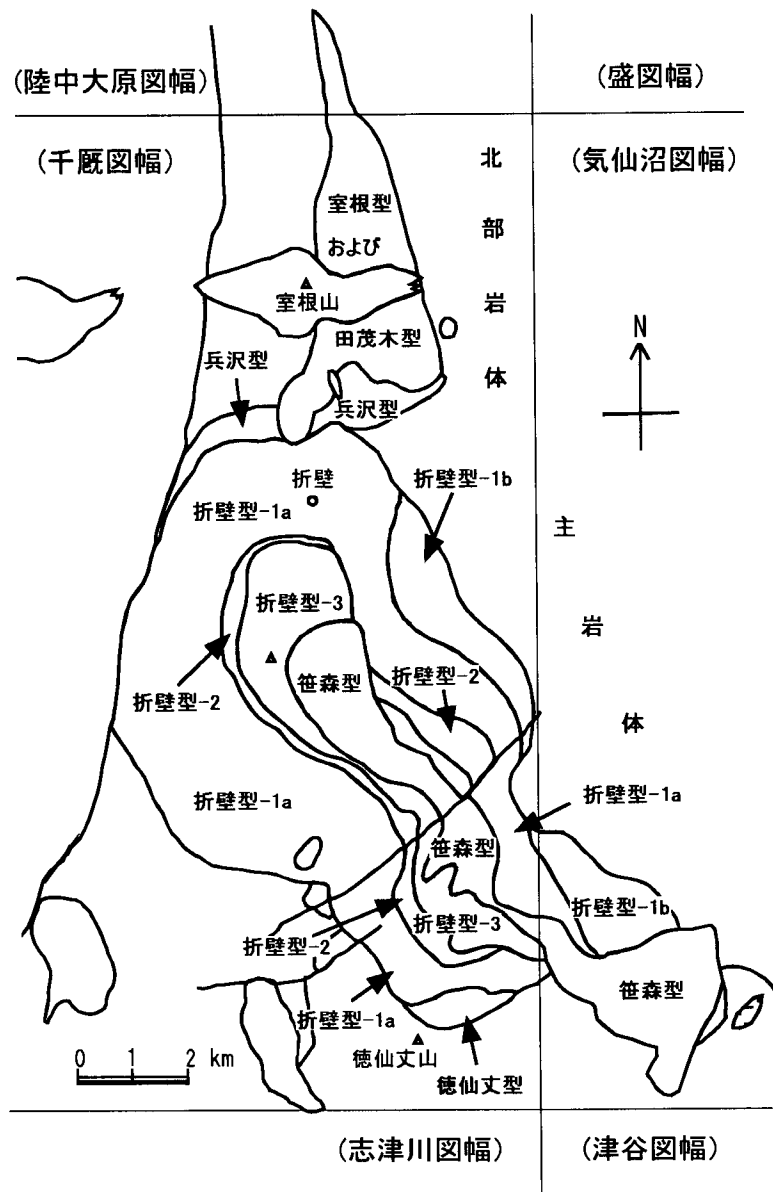 (陸中大原図幅)
(盛図幅)
(千厩図幅)
(気仙沼図幅)
北部岩体
室根型
および
室根山
田茂木型
兵沢型
兵沢型
N
折壁
折壁型-1b
折壁型-1a
主岩体
折壁型-3
笹森型
折壁型-2
折壁型-2
折壁型-1a
折壁型-1a
笹森型
折壁型-1b
折壁型-3
折壁型-2
笹森型
折壁型-1a
徳仙丈山
徳仙丈型
0 1 2 km
(志津川図幅)
(津谷図幅)